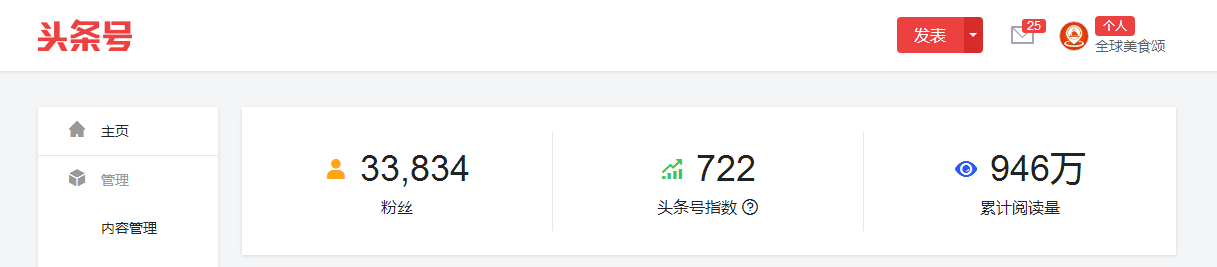 头条号
发表
25
个人
全球美食颂
主页
管理
内容管理
33,834
粉丝
722
头条号指数
946万
累计阅读量